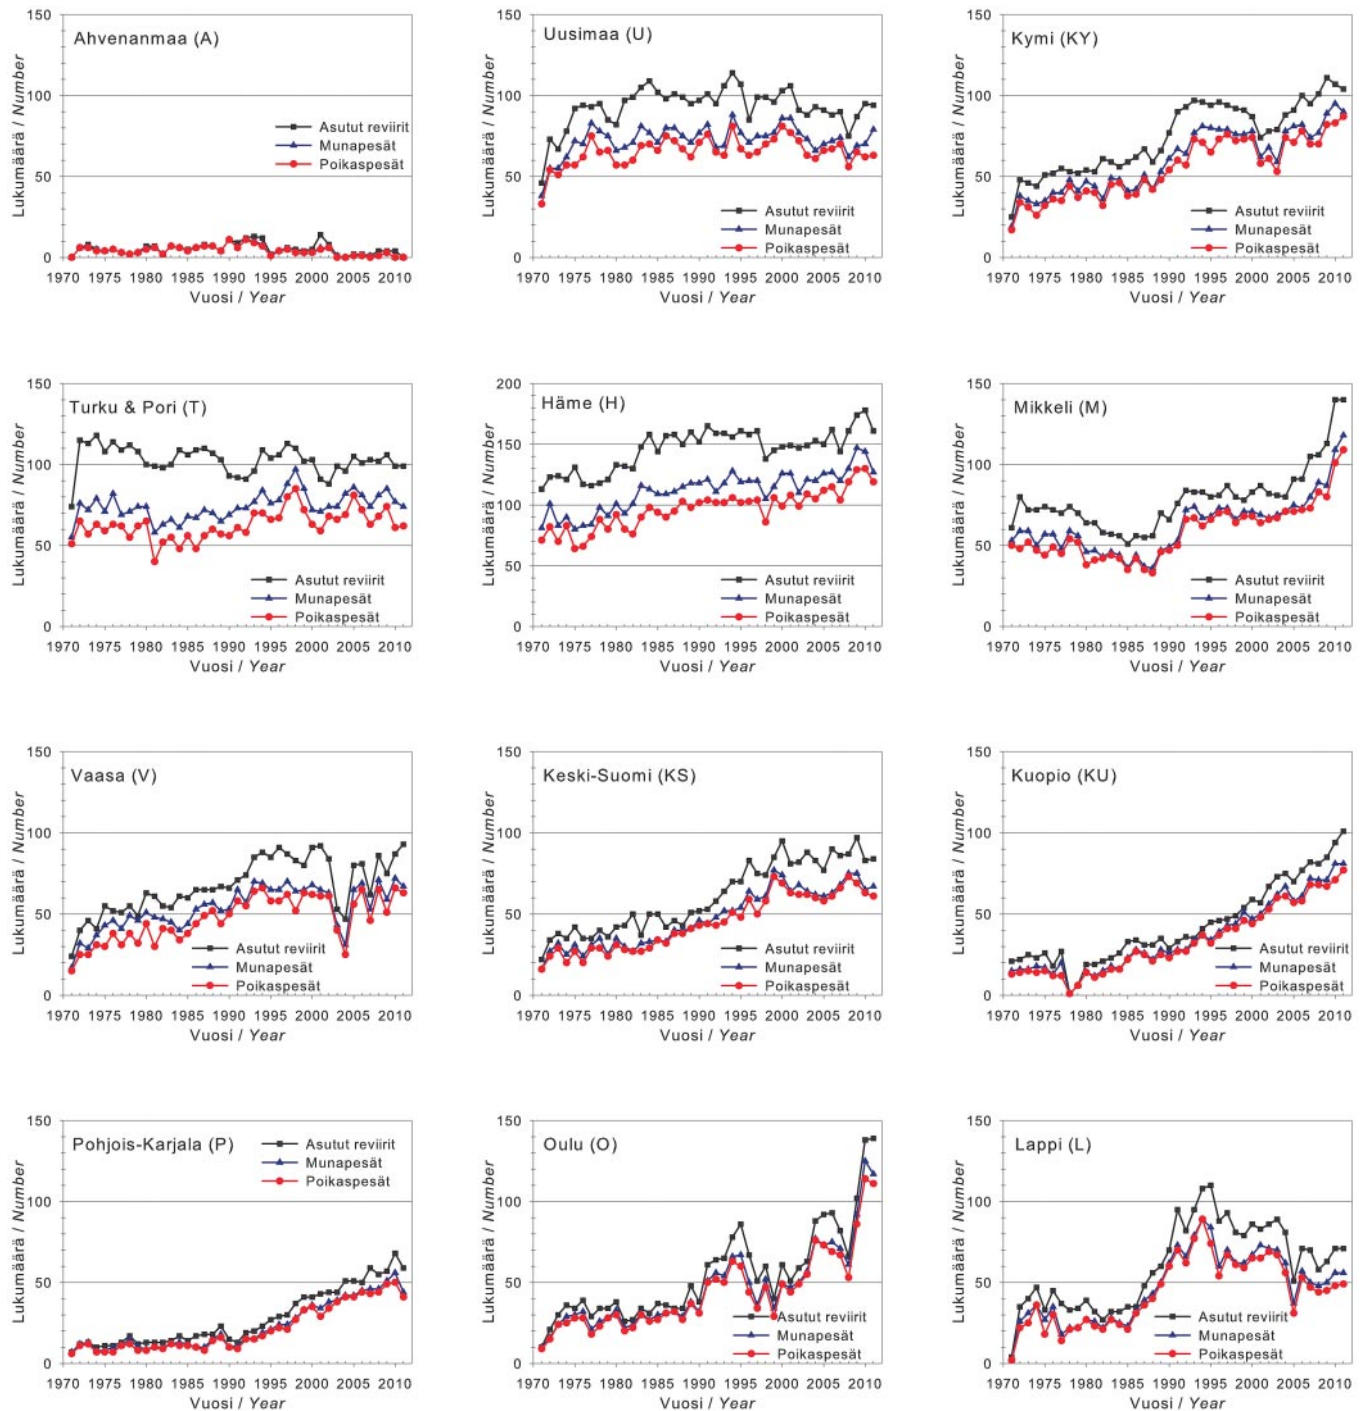 Ahvenanmaa (A)
Lukumäärä / Number
150
100
50
0
Asutut reviirit
Munapesät
Poikaspesät
1970 1975 1980 1985 1990 1995 2000 2005 2010
Vuosi / Year
Uusimaa (U)
Lukumäärä / Number
150
100
50
0
Asutut reviirit
Munapesät
Poikaspesät
1970 1975 1980 1985 1990 1995 2000 2005 2010
Vuosi / Year
Kymi (KY)
Lukumäärä / Number
150
100
50
0
Asutut reviirit
Munapesät
Poikaspesät
1970 1975 1980 1985 1990 1995 2000 2005 2010
Vuosi / Year
Turku & Pori (T)
Lukumäärä / Number
150
100
50
0
Asutut reviirit
Munapesät
Poikaspesät
1970 1975 1980 1985 1990 1995 2000 2005 2010
Vuosi / Year
Häme (H)
Lukumäärä / Number
200
150
100
50
0
Asutut reviirit
Munapesät
Poikaspesät
1970 1975 1980 1985 1990 1995 2000 2005 2010
Vuosi / Year
Mikkeli (M)
Lukumäärä / Number
150
100
50
0
Asutut reviirit
Munapesät
Poikaspesät
1970 1975 1980 1985 1990 1995 2000 2005 2010
Vuosi / Year
Vaasa (V)
Lukumäärä / Number
150
100
50
0
Asutut reviirit
Munapesät
Poikaspesät
1970 1975 1980 1985 1990 1995 2000 2005 2010
Vuosi / Year
Keski-Suomi (KS)
Lukumäärä / Number
150
100
50
0
Asutut reviirit
Munapesät
Poikaspesät
1970 1975 1980 1985 1990 1995 2000 2005 2010
Vuosi / Year
Kuopio (KU)
Lukumäärä / Number
150
100
50
0
Asutut reviirit
Munapesät
Poikaspesät
1970 1975 1980 1985 1990 1995 2000 2005 2010
Vuosi / Year
Pohjois-Karjala (P)
Lukumäärä / Number
150
100
50
0
Asutut reviirit
Munapesät
Poikaspesät
1970 1975 1980 1985 1990 1995 2000 2005 2010
Vuosi / Year
Oulu (O)
Lukumäärä / Number
150
100
50
0
Asutut reviirit
Munapesät
Poikaspesät
1970 1975 1980 1985 1990 1995 2000 2005 2010
Vuosi / Year
Lappi (L)
Lukumäärä / Number
150
100
50
0
Asutut reviirit
Munapesät
Poikaspesät
1970 1975 1980 1985 1990 1995 2000 2005 2010
Vuosi / Year